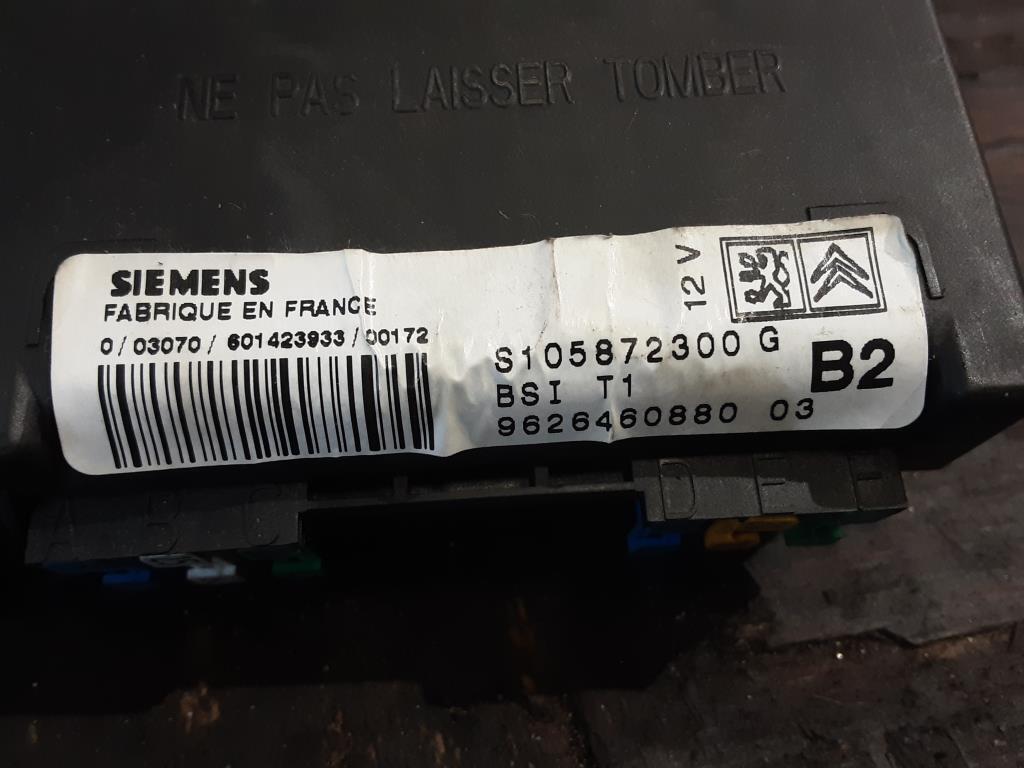 NE PAS LAISSER TOMBER
SIEMENS
FABRIQUE EN FRANCE
0/03070/601423933/00172
12 V
S105872300 G
BSI T1
B2
9626460880 03
A B C D E F